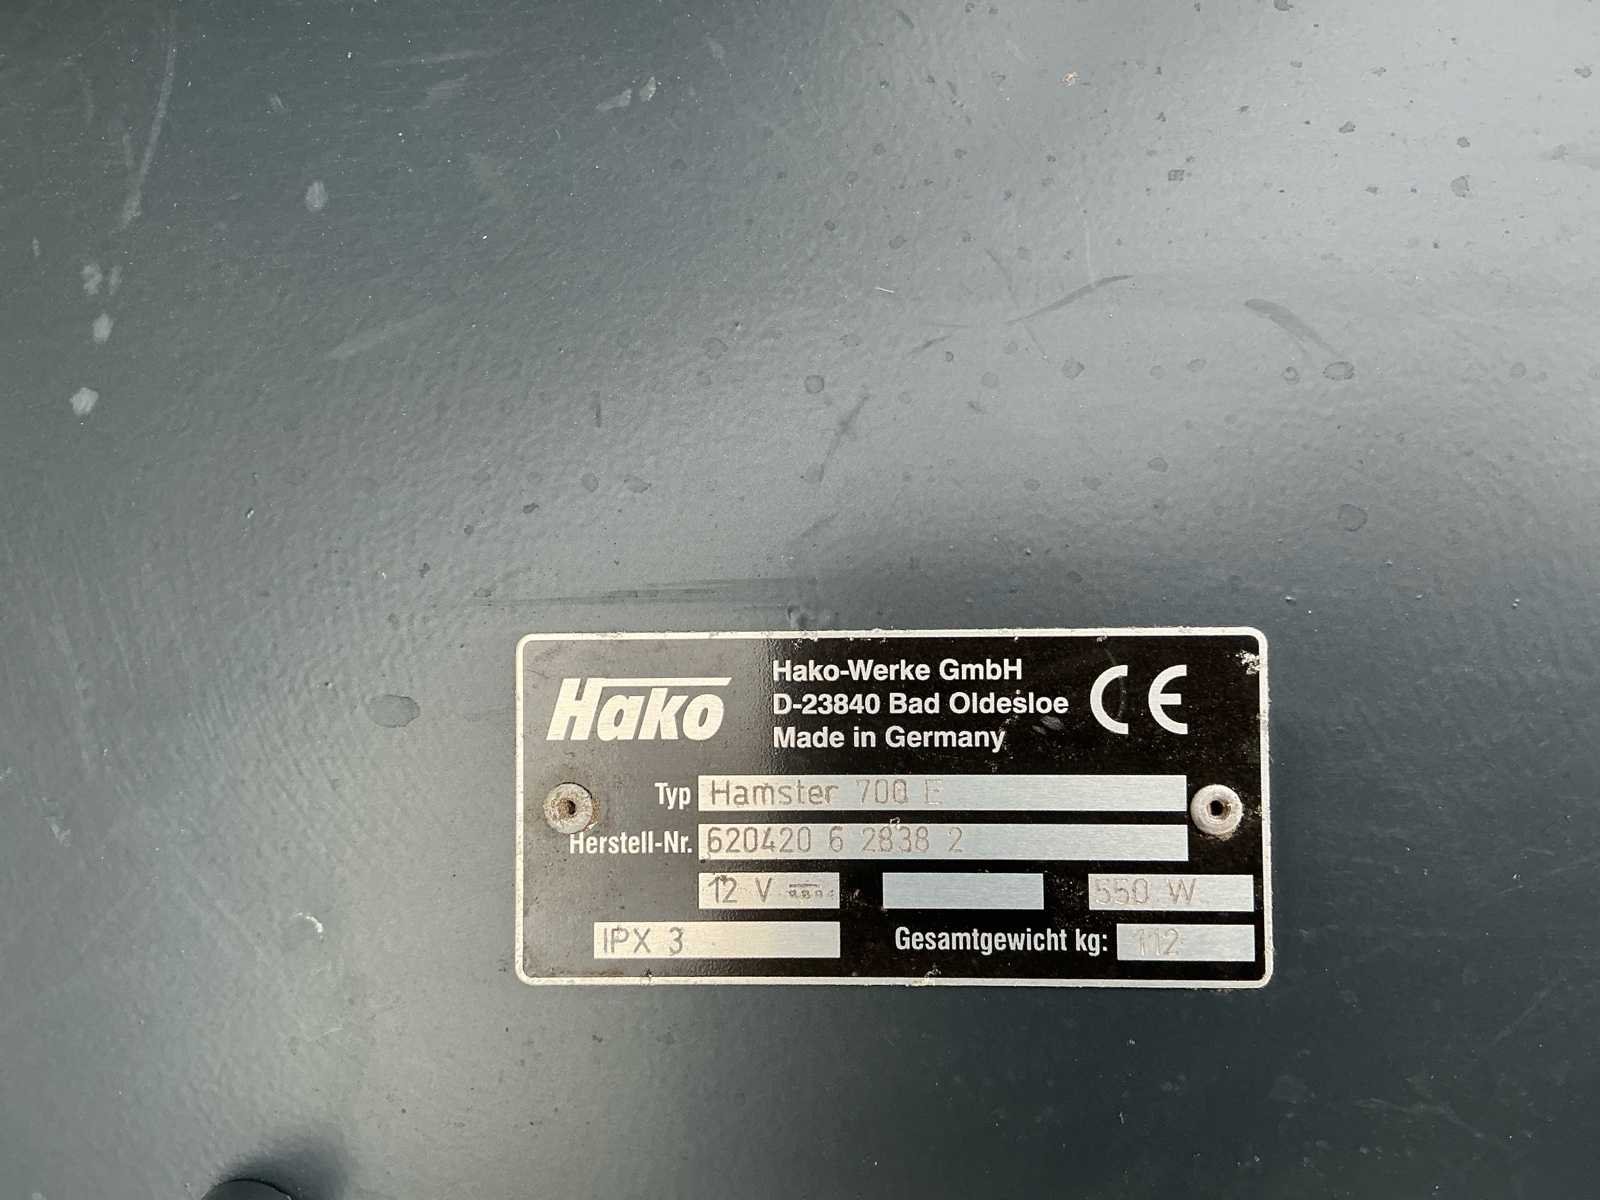 Hako
Hako-Werke GmbH
D-23840 Bad Oldesloe
Made in Germany
CE
Typ Hamster 700 E
Herstell-Nr. 620420 6 2838 2
12 V 550 W
IPX 3 Gesamtgewicht kg: 112